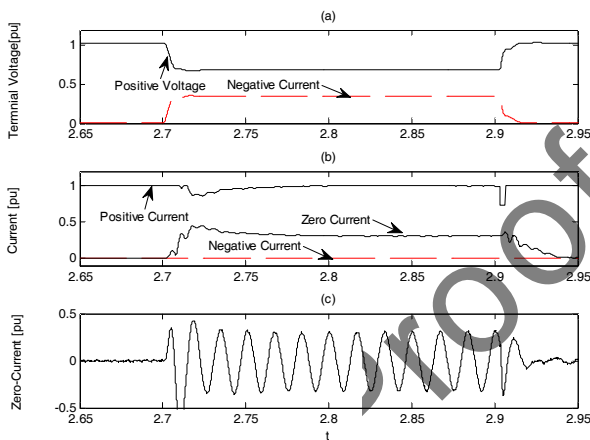 (a)
Termnial Voltage[pu]
1
0.5
0
Positive Voltage
Negative Current
2.65 2.7 2.75 2.8 2.85 2.9 2.95
(b)
Current [pu]
1
0.5
0
Positive Current
Zero Current
Negative Current
2.65 2.7 2.75 2.8 2.85 2.9 2.95
(c)
Zero-Current [pu]
0.5
0
-0.5
2.65 2.7 2.75 2.8 2.85 2.9 2.95
t
Proof